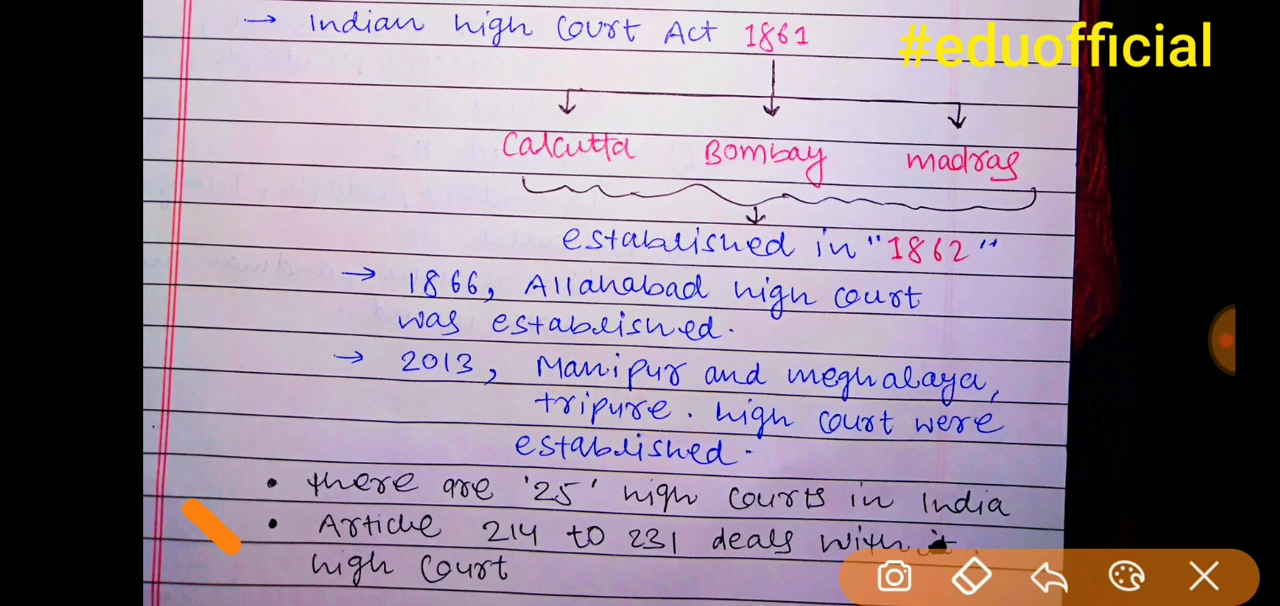 → Indian high Court Act 1861
#eduofficial
Calcutta Bombay madras
established in "1862"
→ 1866, Allahabad high court
was established.
→ 2013, Manipur and meghalaya,
tripure. high court were
established.
• there are '25' high courts in India
• Article 214 to 231 deals with
high court